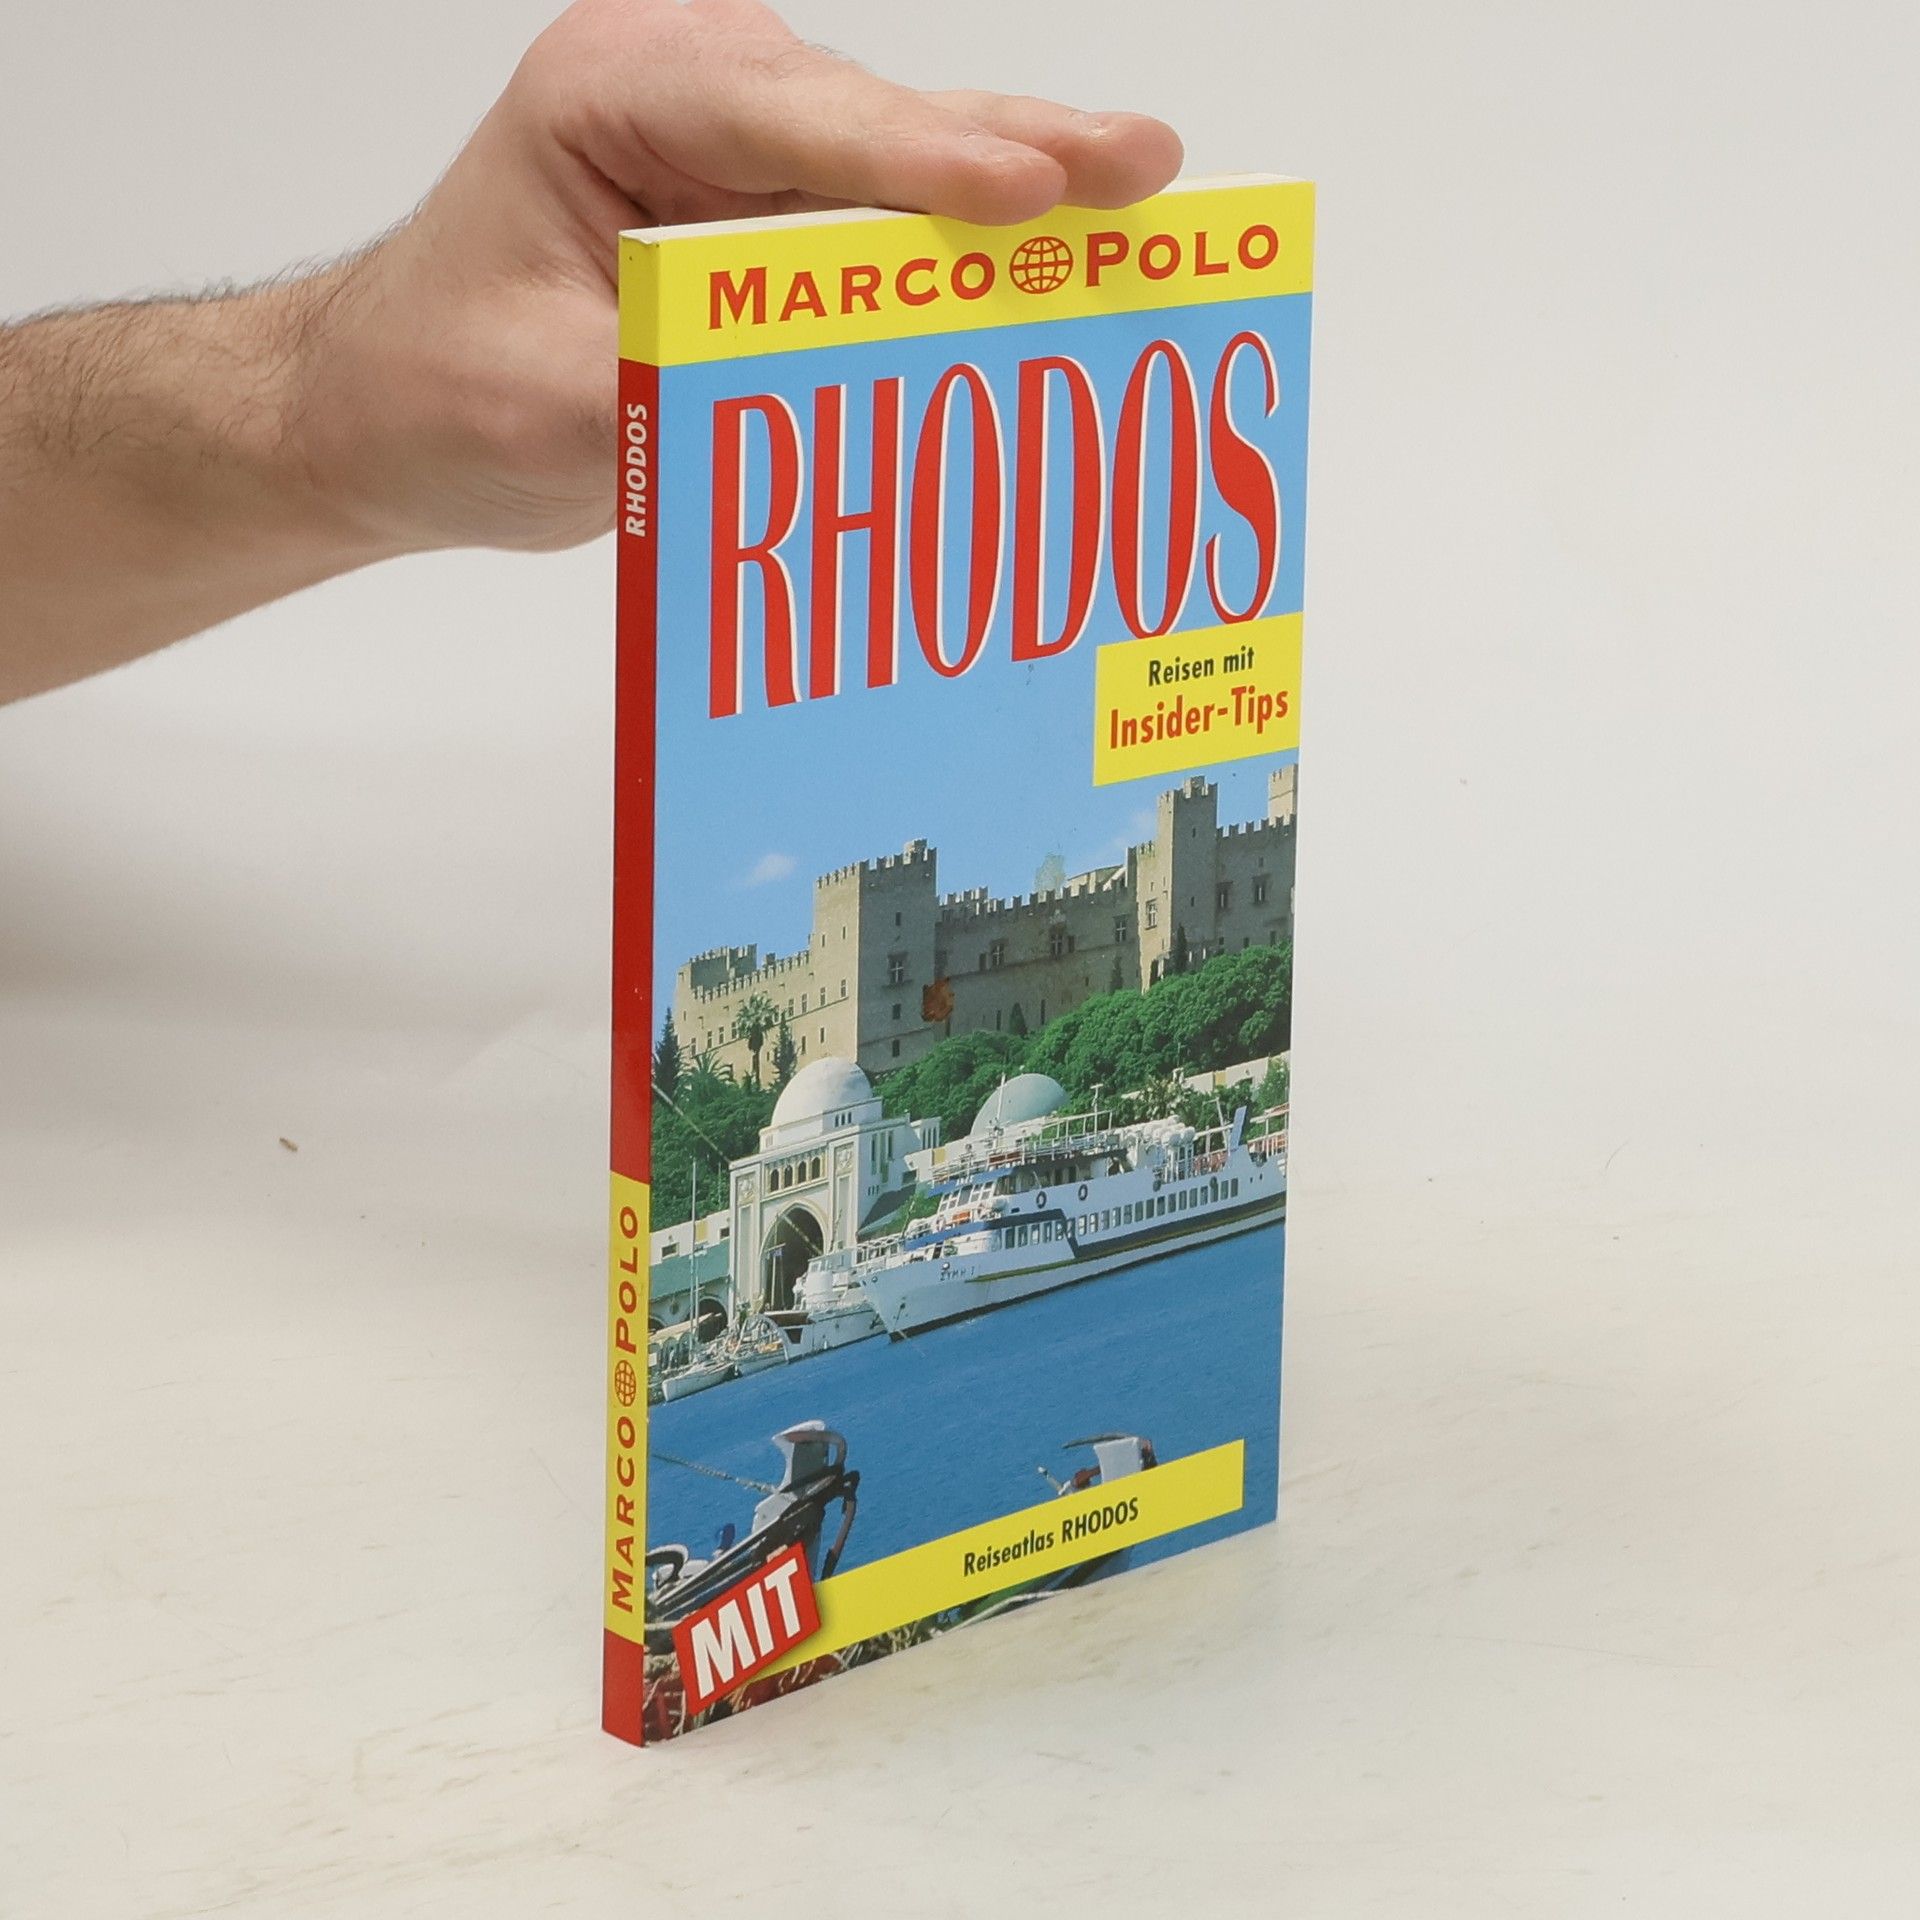 MARCO POLO
RHODOS
Reisen mit
Insider-Tips
MIT
Reiseatlas RHODOS
RHODOS
MARCO POLO